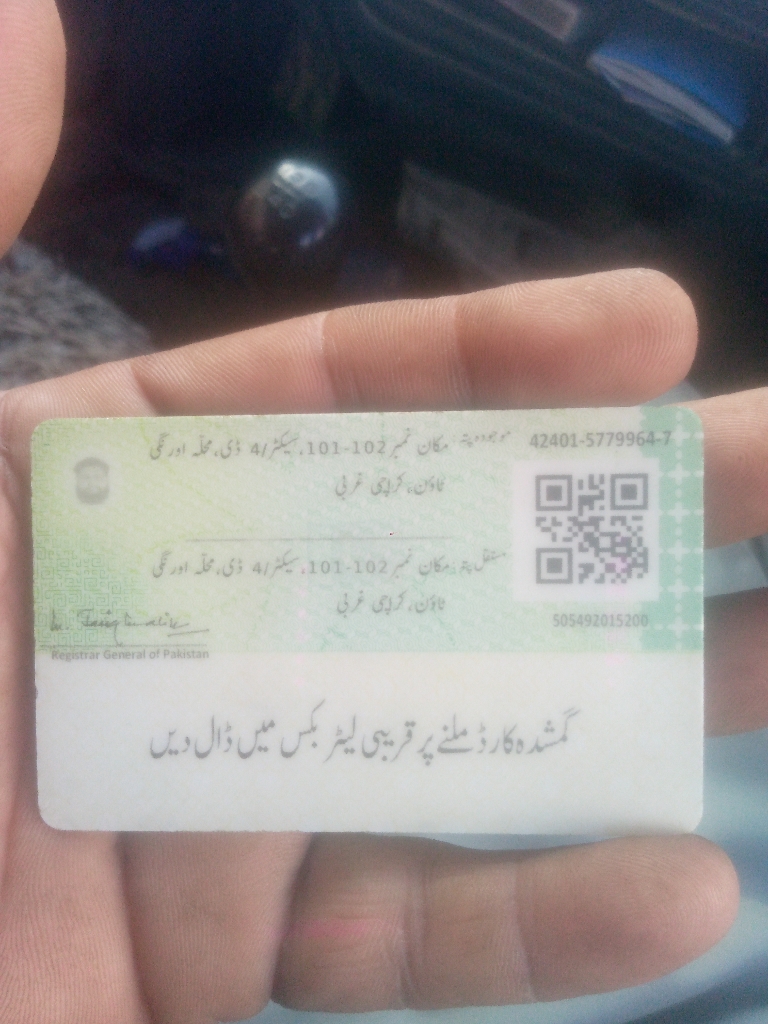 42401-5779964-7
موجودہ پتہ: مکان نمبر 102-101، سیکٹر/4 ڈی، محلّہ اورنگی
ٹاؤن، کراچی غربی
مستقل پتہ: مکان نمبر 102-101، سیکٹر/4 ڈی، محلّہ اورنگی
ٹاؤن، کراچی غربی
505492015200
Registrar General of Pakistan
گمشدہ کارڈ ملنے پر قریبی لیٹر بکس میں ڈال دیں